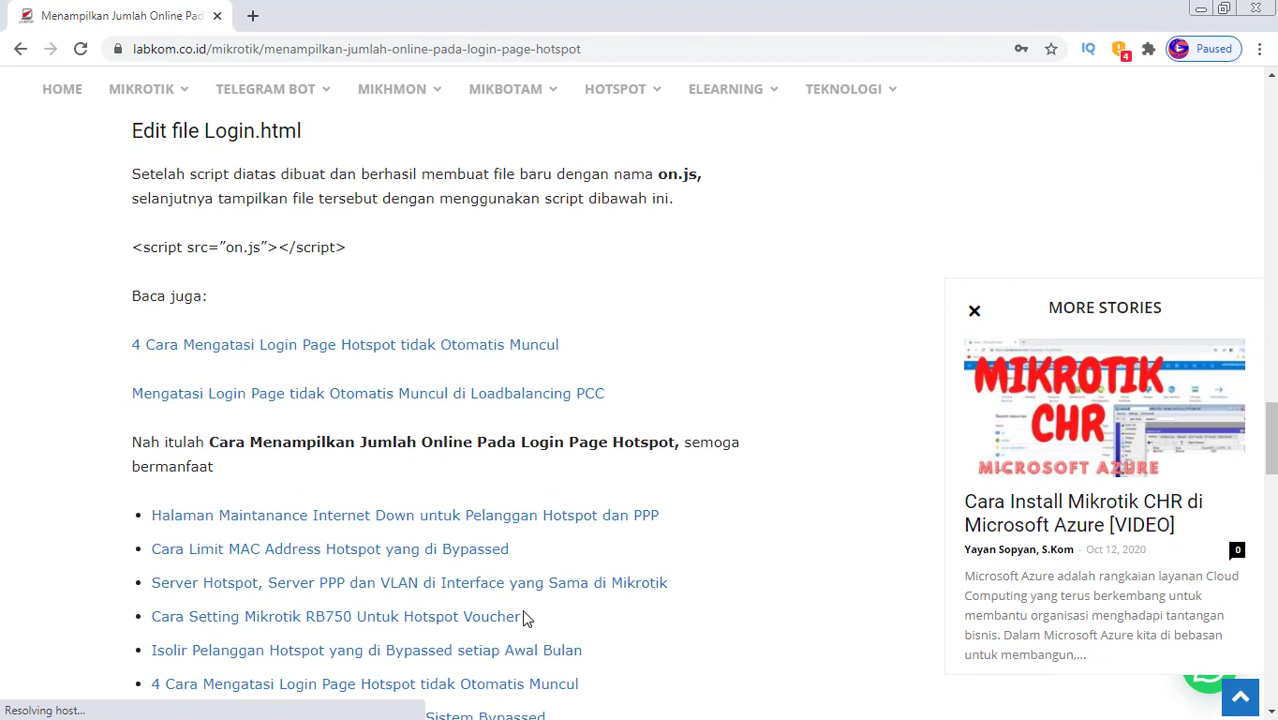 Menampilkan Jumlah Online Pad
labkom.co.id/mikrotik/menampilkan-jumlah-online-pada-login-page-hotspot
IQ
4
Paused
HOME MIKROTIK TELEGRAM BOT MIKHMON MIKBOTAM HOTSPOT ELEARNING TEKNOLOGI
Edit file Login.html
Setelah script diatas dibuat dan berhasil membuat file baru dengan nama on.js,
selanjutnya tampilkan file tersebut dengan menggunakan script dibawah ini.
<script src=”on.js”></script>
Baca juga:
4 Cara Mengatasi Login Page Hotspot tidak Otomatis Muncul
Mengatasi Login Page tidak Otomatis Muncul di Loadbalancing PCC
Nah itulah Cara Menampilkan Jumlah Online Pada Login Page Hotspot, semoga
bermanfaat
• Halaman Maintanance Internet Down untuk Pelanggan Hotspot dan PPP
• Cara Limit MAC Address Hotspot yang di Bypassed
• Server Hotspot, Server PPP dan VLAN di Interface yang Sama di Mikrotik
• Cara Setting Mikrotik RB750 Untuk Hotspot Voucher
• Isolir Pelanggan Hotspot yang di Bypassed setiap Awal Bulan
• 4 Cara Mengatasi Login Page Hotspot tidak Otomatis Muncul
Sistem Bypassed
Resolving host...
MORE STORIES
MIKROTIK
CHR
MICROSOFT AZURE
Cara Install Mikrotik CHR di
Microsoft Azure [VIDEO]
Yayan Sopyan, S.Kom - Oct 12, 2020 0
Microsoft Azure adalah rangkaian layanan Cloud
Computing yang terus berkembang untuk
membantu organisasi menghadapi tantangan
bisnis. Dalam Microsoft Azure kita di bebasan
untuk membangun,...